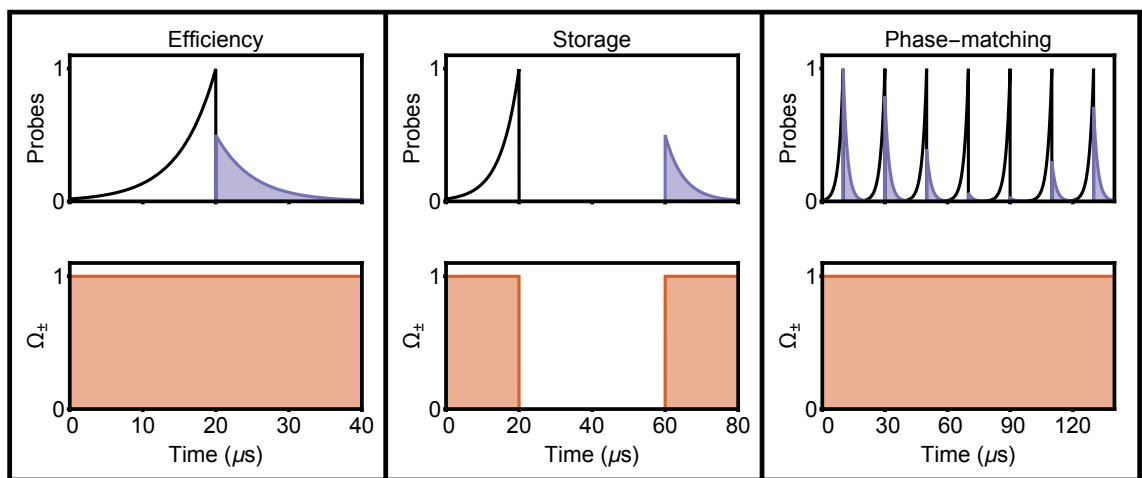 Efficiency
Probes
1
0
Ω±
1
0
0 10 20 30 40
Time (µs)
Storage
Probes
1
0
Ω±
1
0
0 20 40 60 80
Time (µs)
Phase−matching
Probes
1
0
Ω±
1
0
0 30 60 90 120
Time (µs)